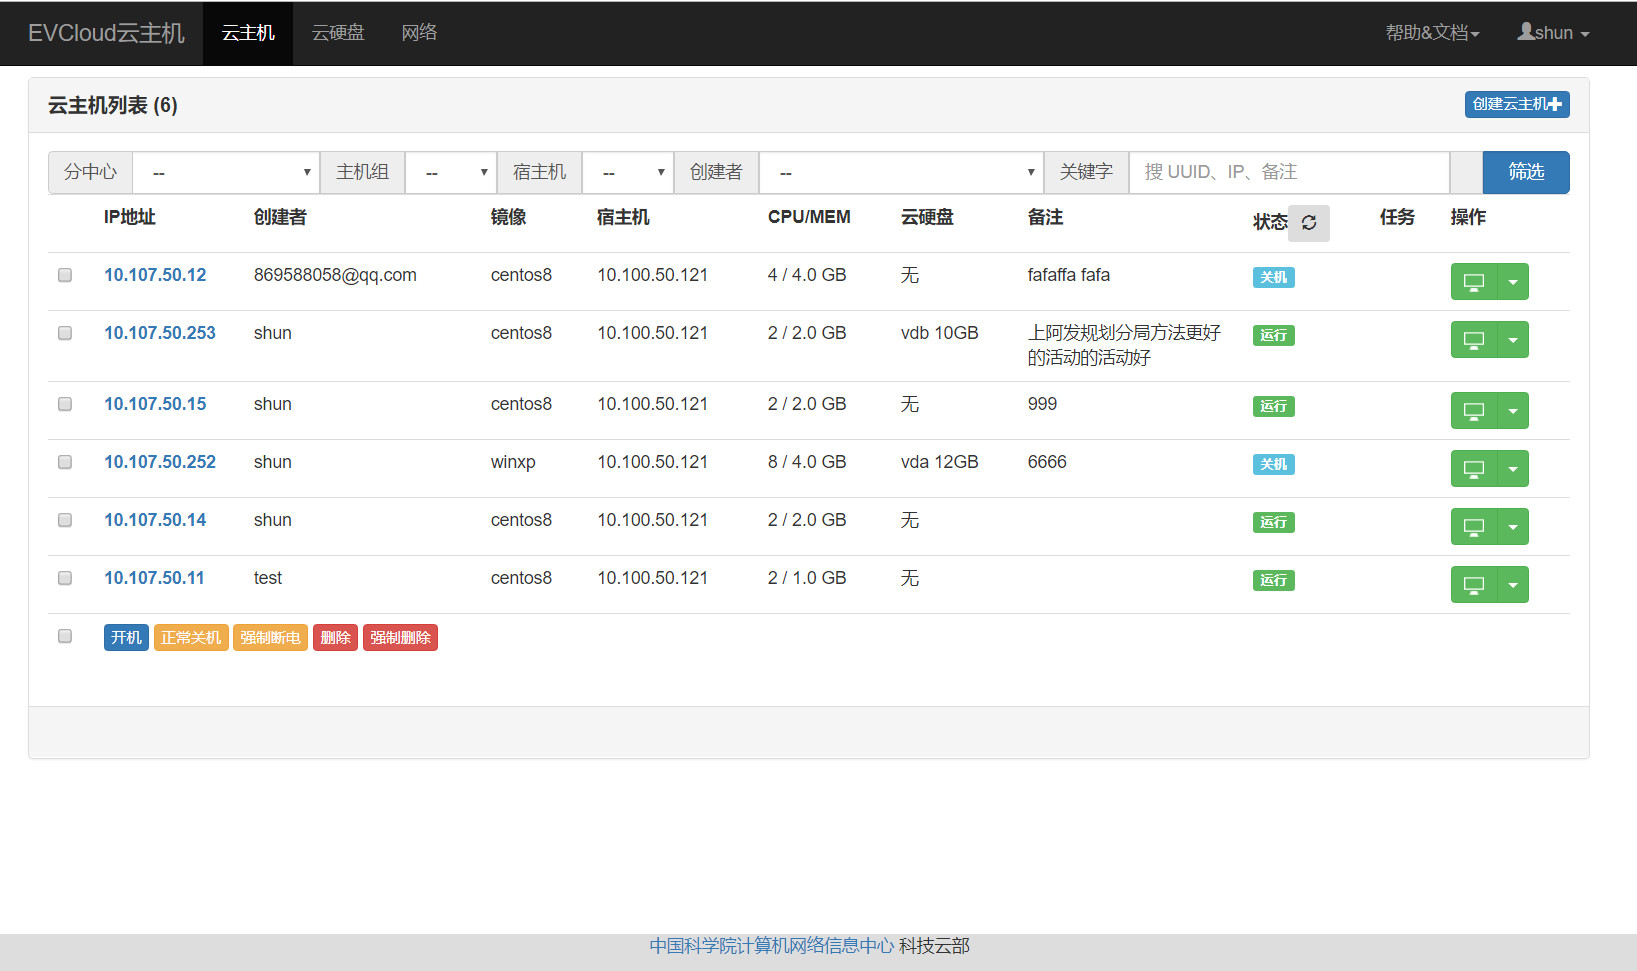 EVCloud云主机 云主机 云硬盘 网络 帮助&文档 shun
云主机列表 (6) 创建云主机
分中心 -- 主机组 -- 宿主机 -- 创建者 -- 关键字 搜 UUID、IP、备注 筛选
IP地址 创建者 镜像 宿主机 CPU/MEM 云硬盘 备注 状态 任务 操作
10.107.50.12 869588058@qq.com centos8 10.100.50.121 4 / 4.0 GB 无 fafaffa fafa 关机
10.107.50.253 shun centos8 10.100.50.121 2 / 2.0 GB vdb 10GB 上阿发规划分局方法更好 运行
的活动的活动好
10.107.50.15 shun centos8 10.100.50.121 2 / 2.0 GB 无 999 运行
10.107.50.252 shun winxp 10.100.50.121 8 / 4.0 GB vda 12GB 6666 关机
10.107.50.14 shun centos8 10.100.50.121 2 / 2.0 GB 无 运行
10.107.50.11 test centos8 10.100.50.121 2 / 1.0 GB 无 运行
开机 正常关机 强制断电 删除 强制删除
中国科学院计算机网络信息中心 科技云部